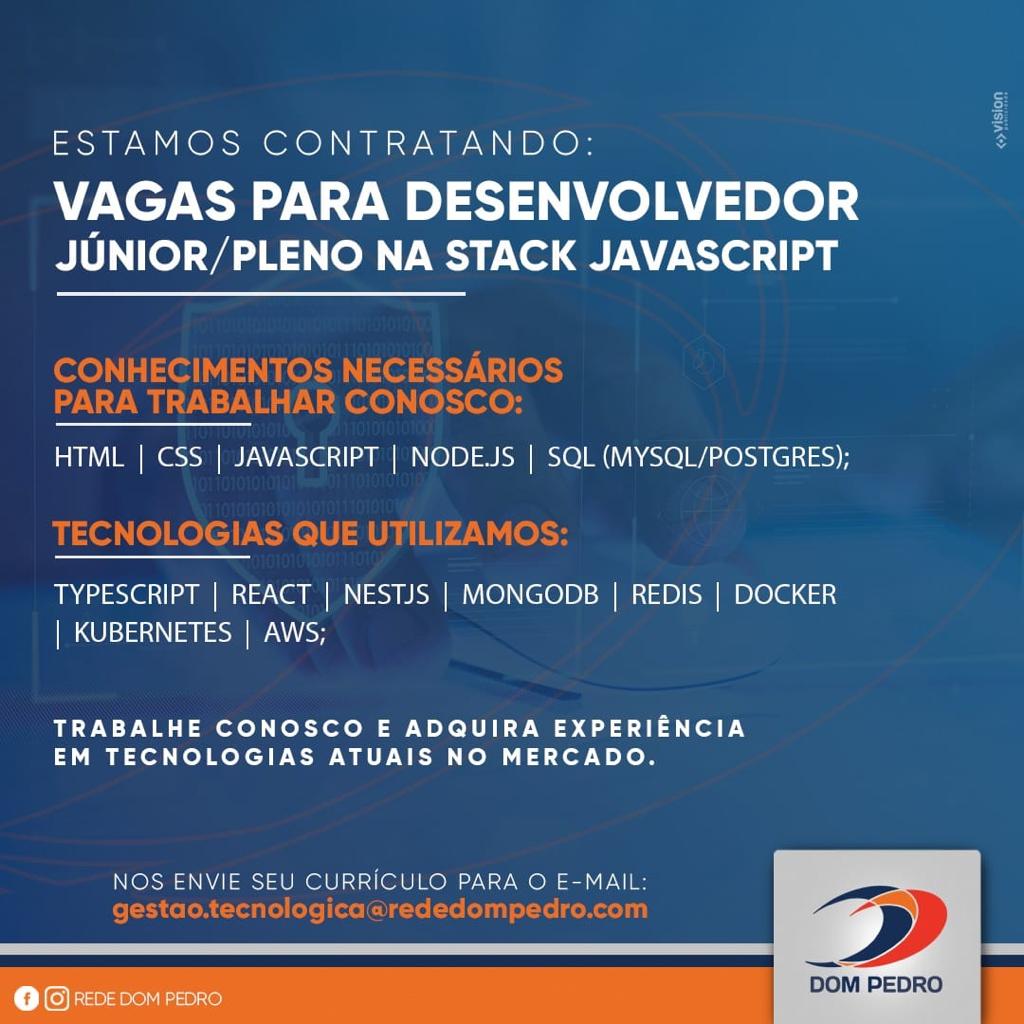 ESTAMOS CONTRATANDO:
VAGAS PARA DESENVOLVEDOR
JÚNIOR/PLENO NA STACK JAVASCRIPT
CONHECIMENTOS NECESSÁRIOS
PARA TRABALHAR CONOSCO:
HTML | CSS | JAVASCRIPT | NODE.JS | SQL (MYSQL/POSTGRES);
TECNOLOGIAS QUE UTILIZAMOS:
TYPESCRIPT | REACT | NESTJS | MONGODB | REDIS | DOCKER
| KUBERNETES | AWS;
TRABALHE CONOSCO E ADQUIRA EXPERIÊNCIA
EM TECNOLOGIAS ATUAIS NO MERCADO.
NOS ENVIE SEU CURRÍCULO PARA O E-MAIL:
gestao.tecnologica@rededompedro.com
REDE DOM PEDRO
DOM PEDRO
vision